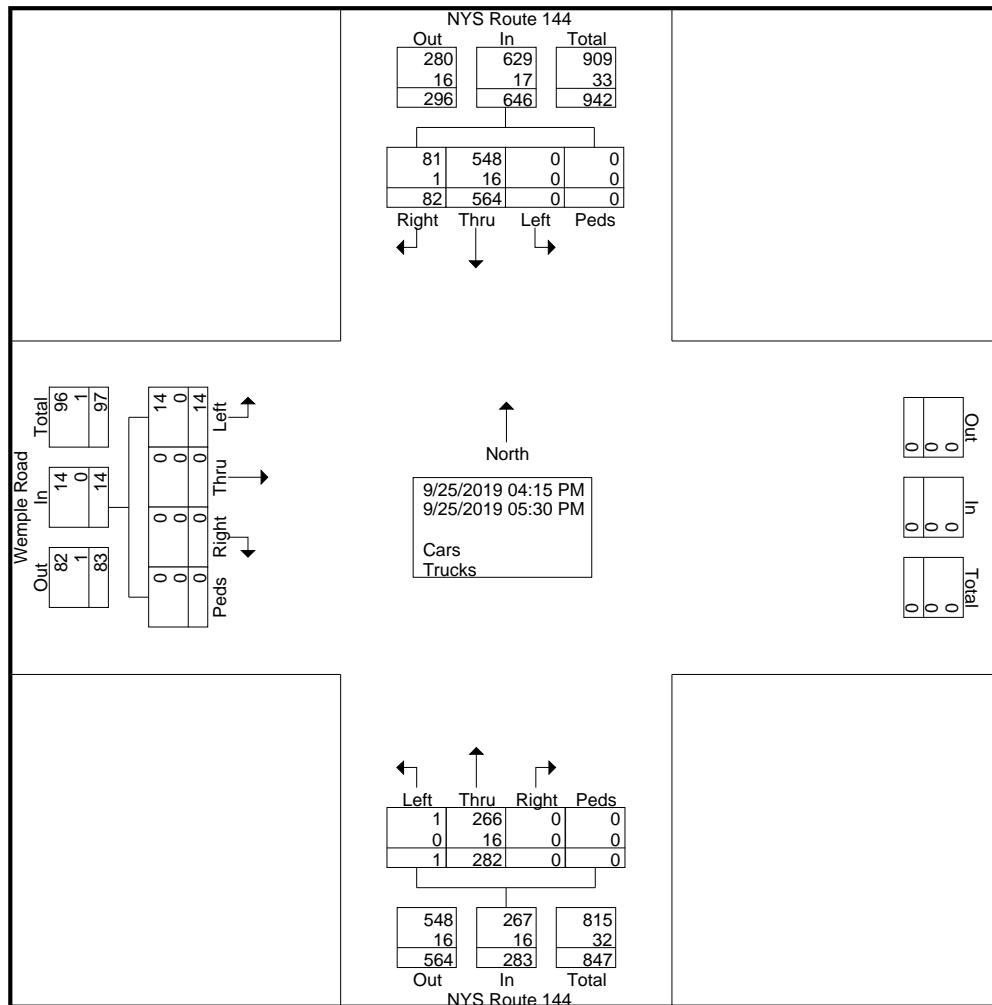 NYS Route 144
Out In Total
280 629 909
16 17 33
296 646 942
81 548 0 0
1 16 0 0
82 564 0 0
Right Thru Left Peds
Wemple Road
Total
96
1
97
In
14
0
14
Out
82
1
83
14
0
14
Left
0
0
0
Thru
0
0
0
Right
0
0
0
Peds
North
9/25/2019 04:15 PM
9/25/2019 05:30 PM
Cars
Trucks
Out
0
0
0
In
0
0
0
Total
0
0
0
Left Thru Right Peds
1 266 0 0
0 16 0 0
1 282 0 0
548 267 815
16 16 32
564 283 847
Out In Total
NYS Route 144